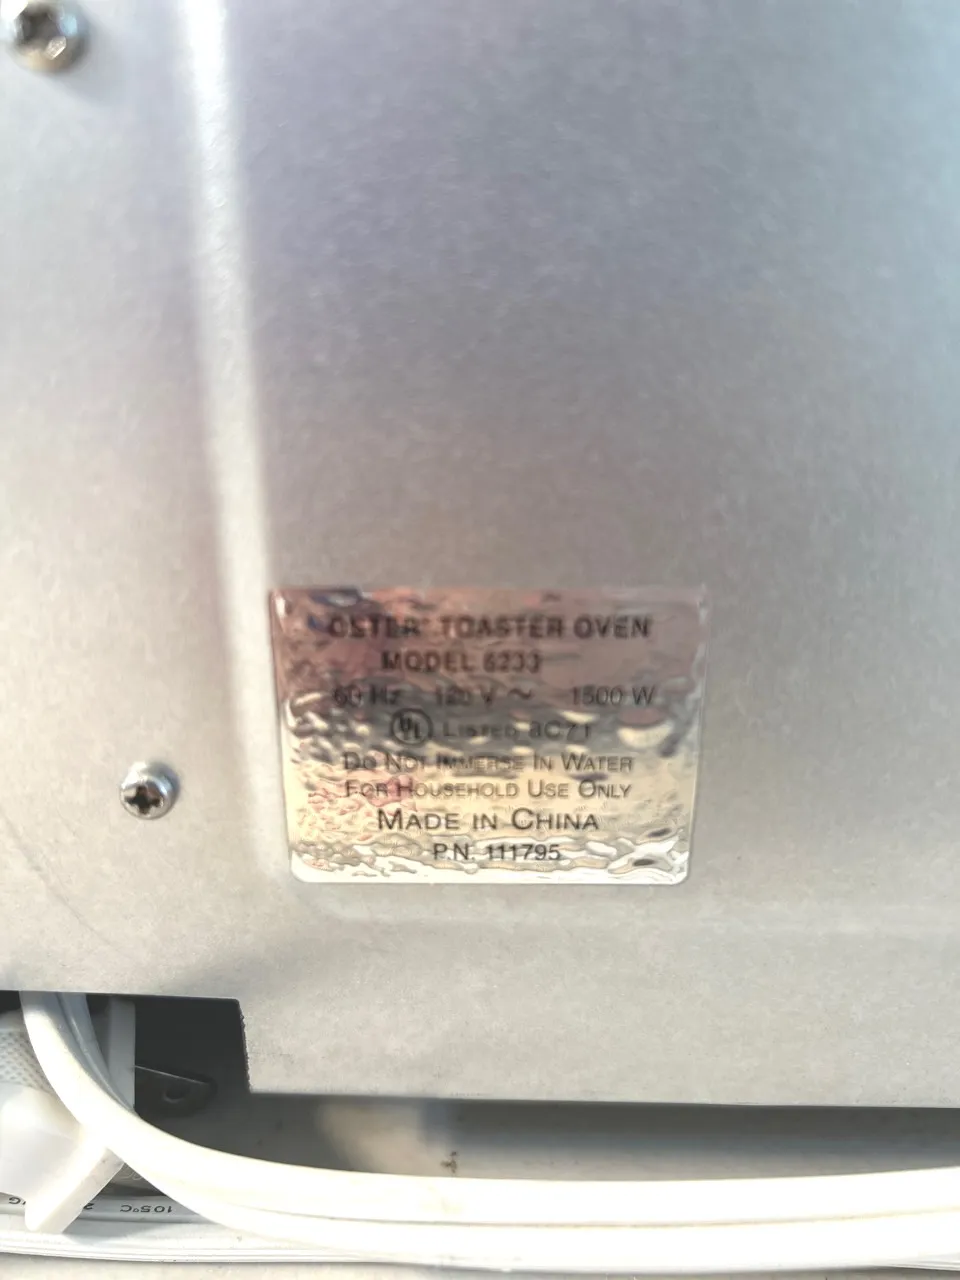 OSTER® TOASTER OVEN
MODEL 6233
60 Hz 120 V ~ 1500 W
UL LISTED 8C71
DO NOT IMMERSE IN WATER
FOR HOUSEHOLD USE ONLY
MADE IN CHINA
P.N. 111795
105°C